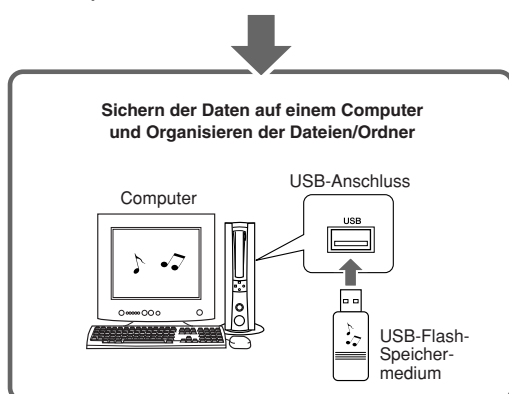 Sichern der Daten auf einem Computer
und Organisieren der Dateien/Ordner
USB-Anschluss
Computer
USB
USB-Flash-
Speicher-
medium